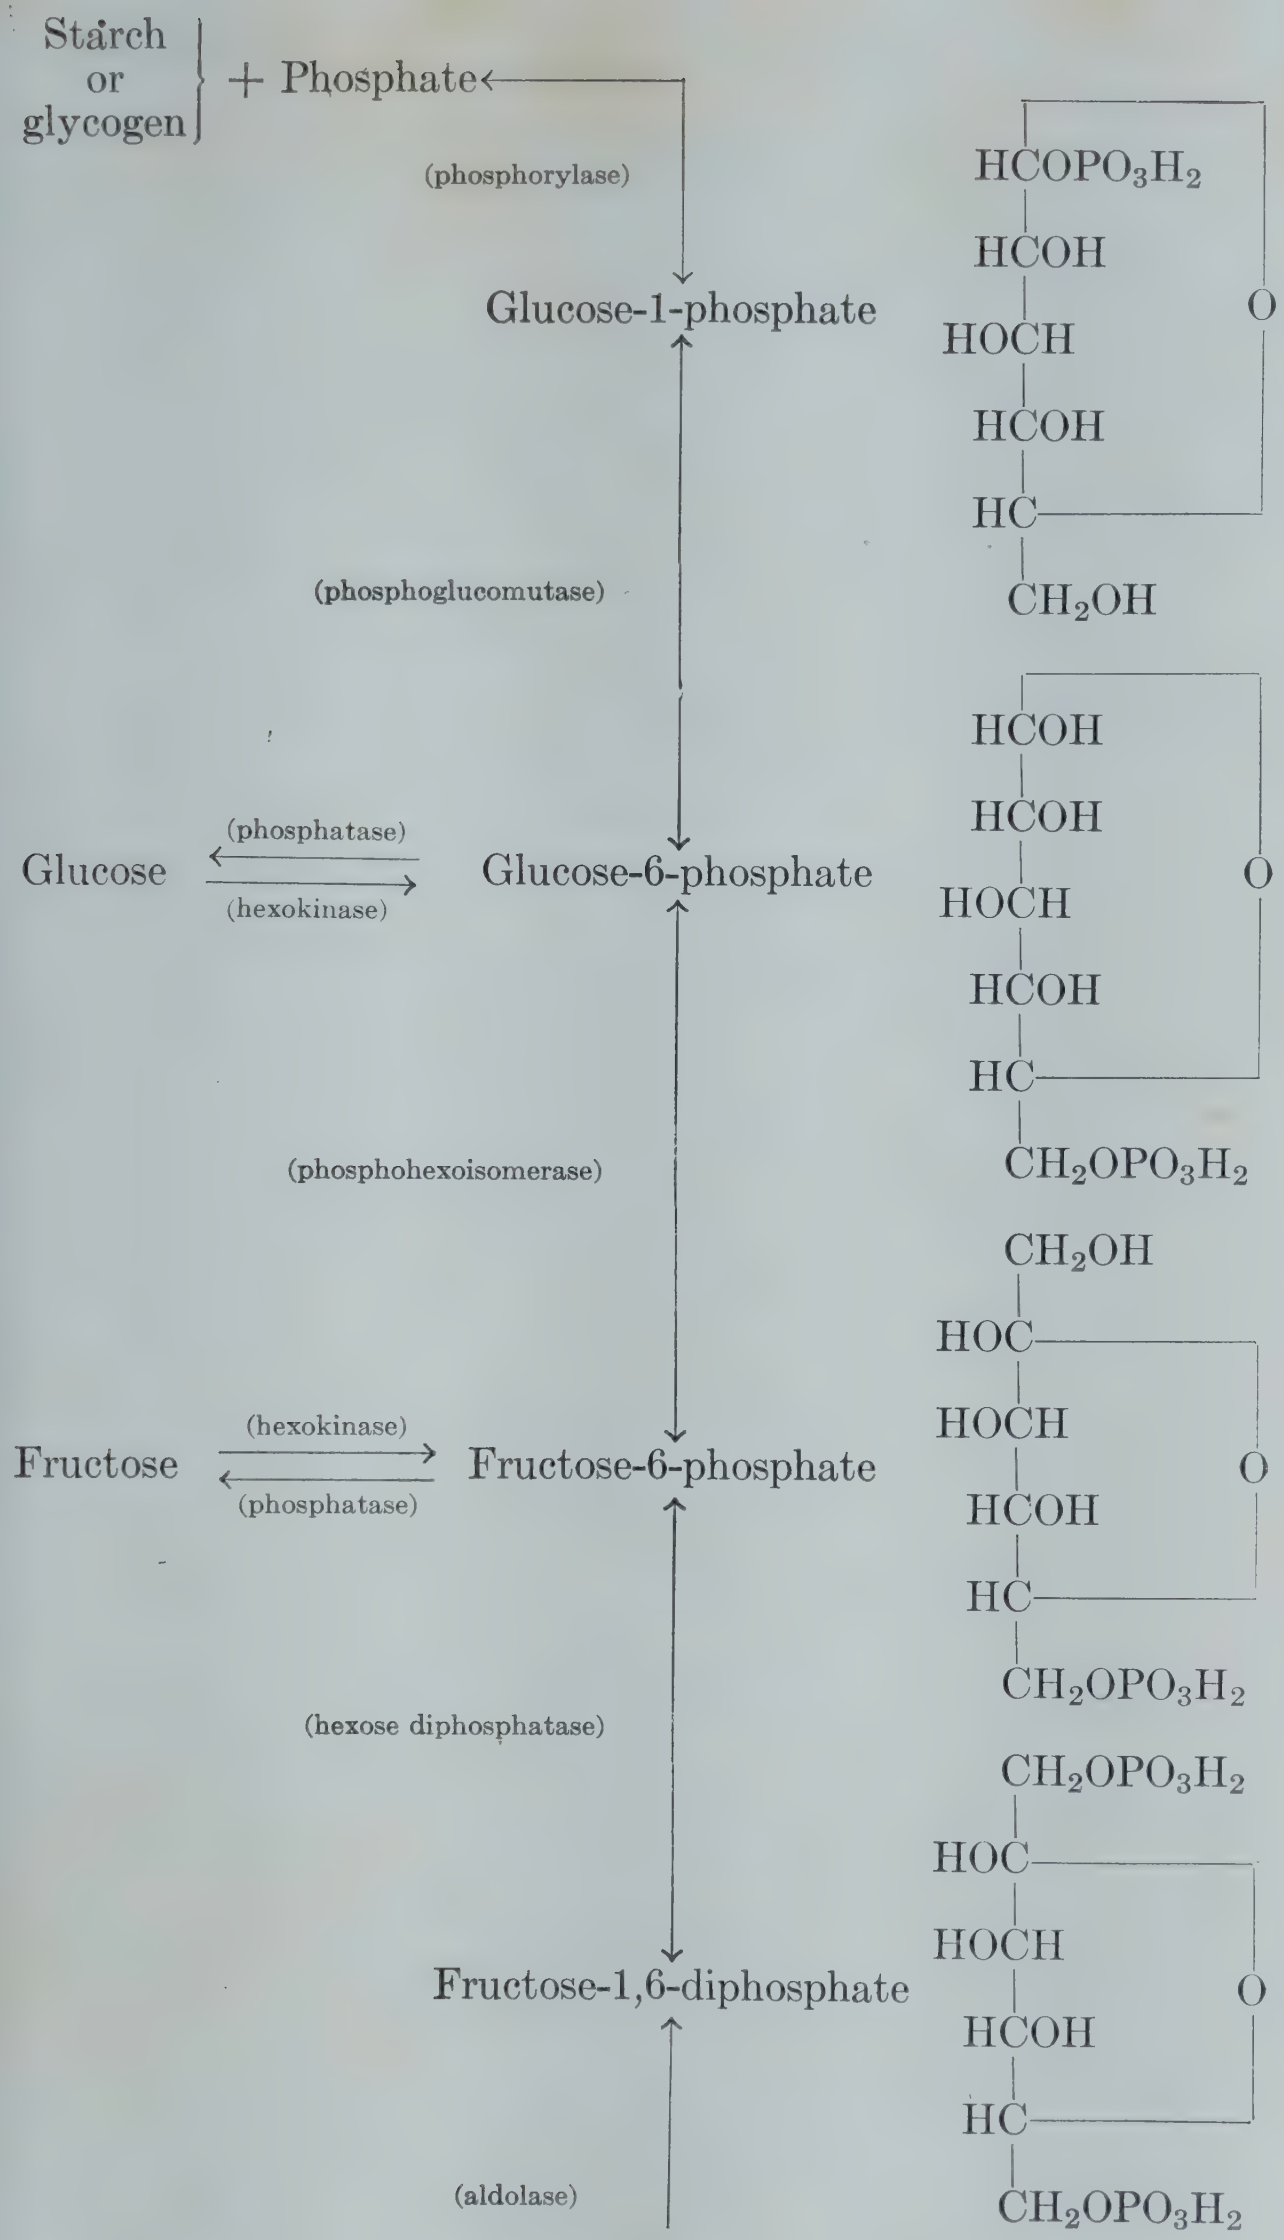 Starch
or
glycogen
+ Phosphate
(phosphorylase)
HCOPO₃H₂
HCOH
Glucose-1-phosphate
O
HOCH
HCOH
HC
(phosphoglucomutase)
CH₂OH
HCOH
HCOH
(phosphatase)
Glucose
Glucose-6-phosphate
O
(hexokinase)
HOCH
HCOH
HC
(phosphohexoisomerase)
CH₂OPO₃H₂
CH₂OH
HOC
HOCH
(hexokinase)
Fructose
Fructose-6-phosphate
O
(phosphatase)
HCOH
HC
CH₂OPO₃H₂
(hexose diphosphatase)
CH₂OPO₃H₂
HOC
HOCH
Fructose-1,6-diphosphate
O
HCOH
HC
(aldolase)
CH₂OPO₃H₂